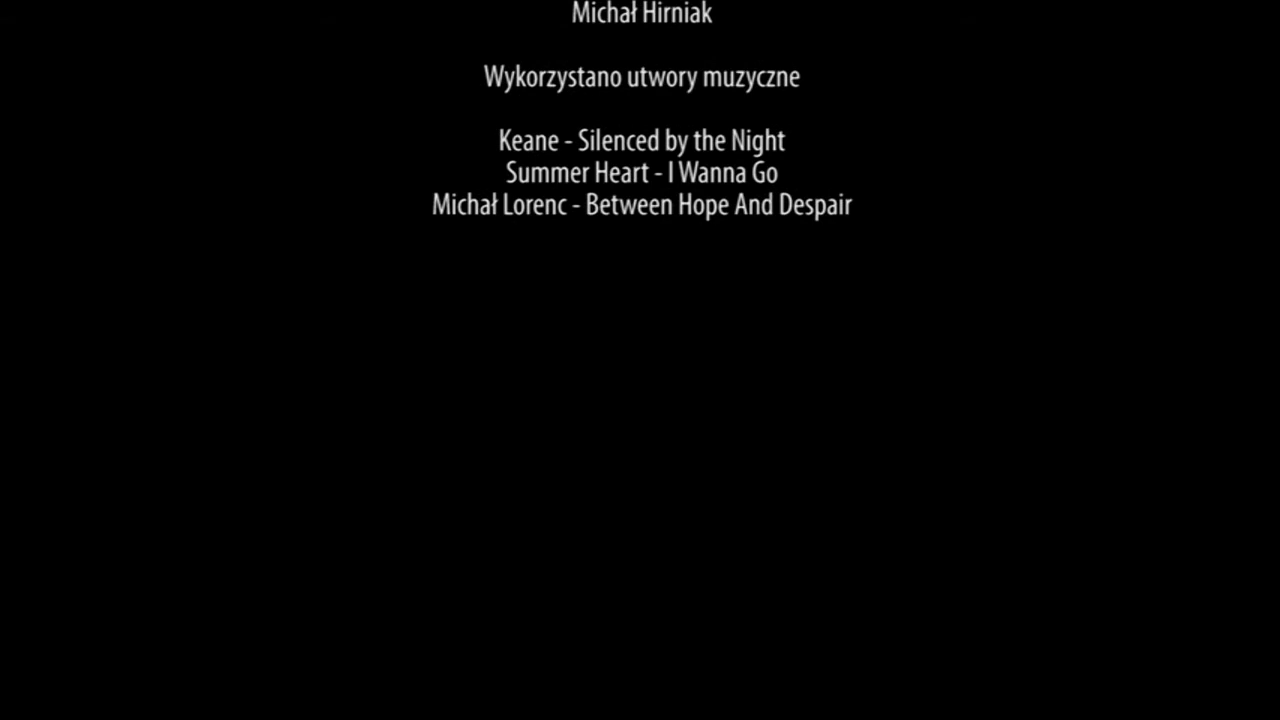 Michał Hirniak
Wykorzystano utwory muzyczne
Keane - Silenced by the Night
Summer Heart - I Wanna Go
Michał Lorenc - Between Hope And Despair